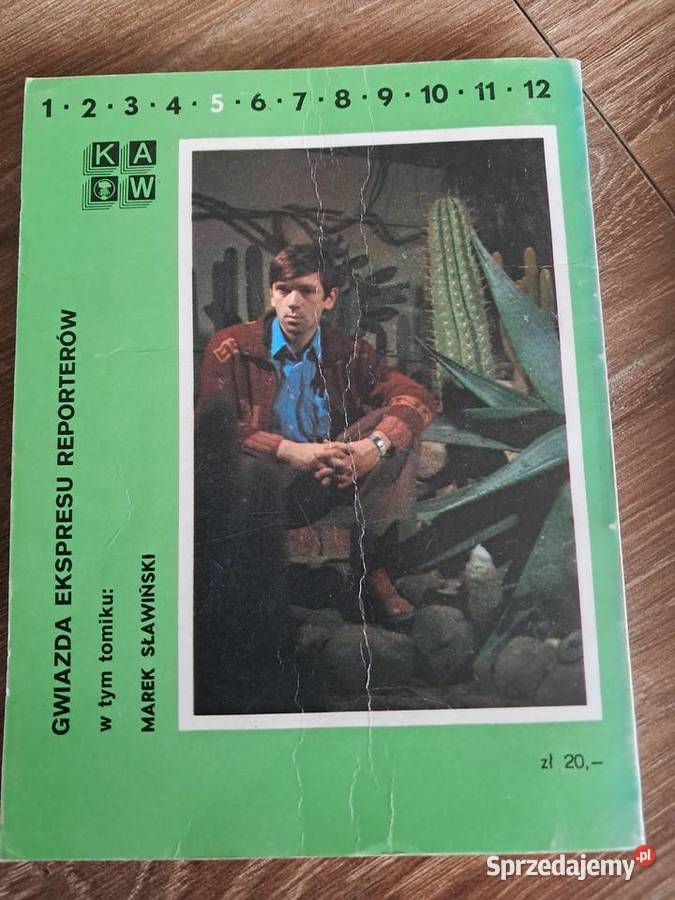 1 · 2 · 3 · 4 · 5 · 6 · 7 · 8 · 9 · 10 · 11 · 12
KA
W
GWIAZDA EKSPRESU REPORTERÓW
w tym tomiku:
MAREK SŁAWIŃSKI
zł 20,–
Sprzedajemy.pl